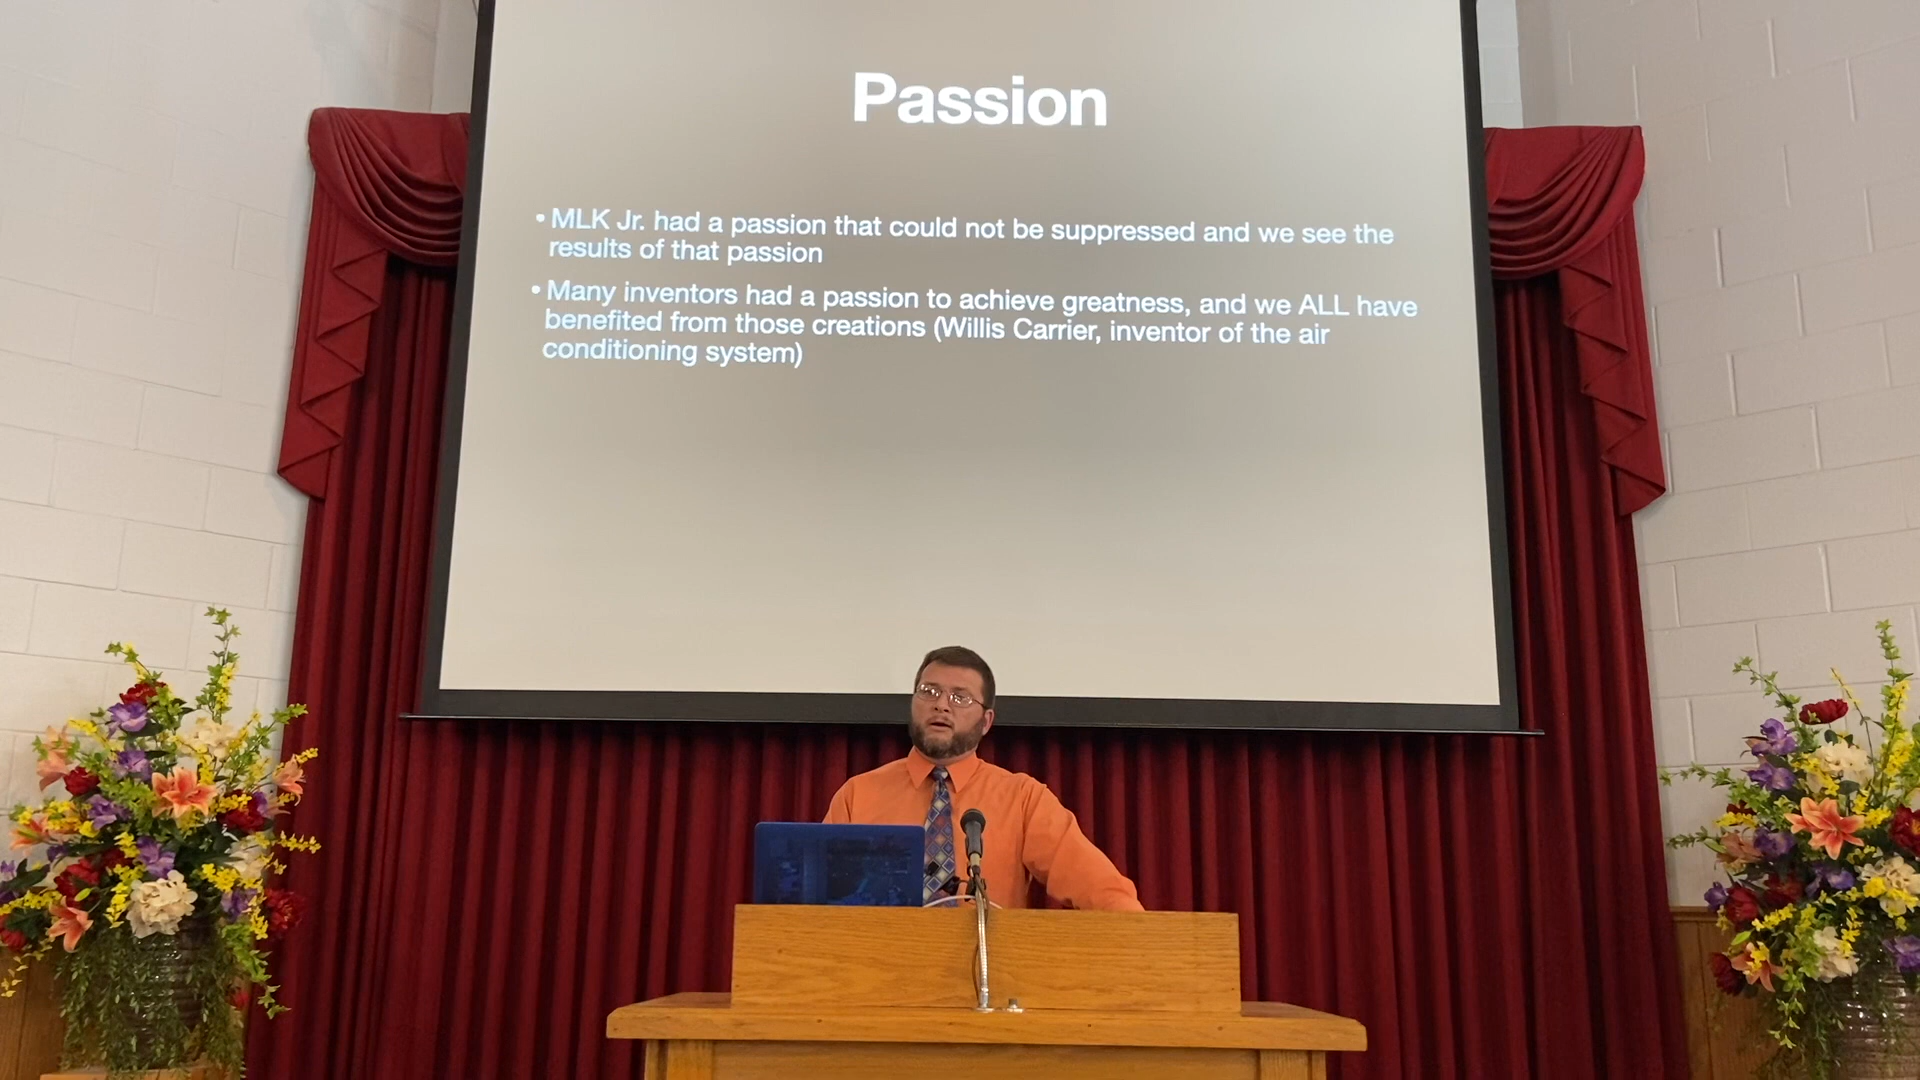 Passion
• MLK Jr. had a passion that could not be suppressed and we see the
results of that passion
• Many inventors had a passion to achieve greatness, and we ALL have
benefited from those creations (Willis Carrier, inventor of the air
conditioning system)